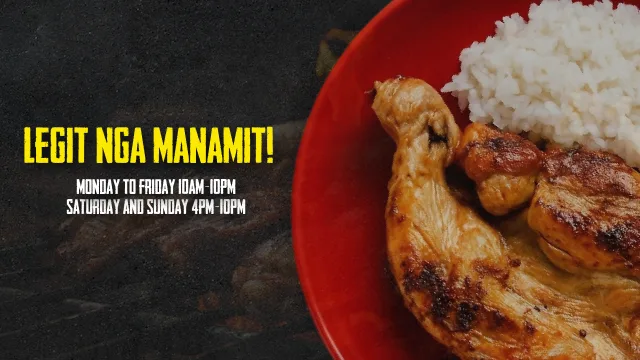 LEGIT NGA MANAMIT!
MONDAY TO FRIDAY 10AM-10PM
SATURDAY AND SUNDAY 4PM-10PM